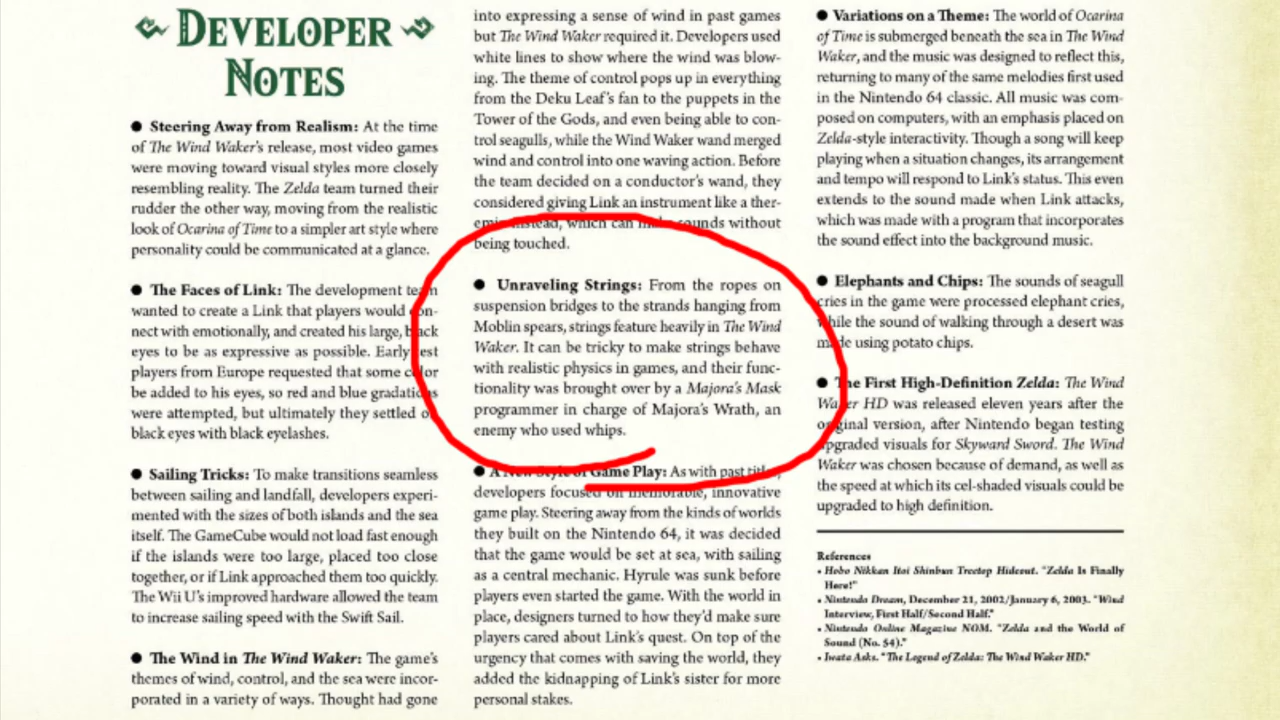 DEVELOPER
NOTES
● Steering Away from Realism: At the time
of The Wind Waker's release, most video games
were moving toward visual styles more closely
resembling reality. The Zelda team turned their
rudder the other way, moving from the realistic
look of Ocarina of Time to a simpler art style where
personality could be communicated at a glance.
● The Faces of Link: The development team
wanted to create a Link that players would con-
nect with emotionally, and created his large, black
eyes to be as expressive as possible. Early test
players from Europe requested that some color
be added to his eyes, so red and blue gradations
were attempted, but ultimately they settled on
black eyes with black eyelashes.
● Sailing Tricks: To make transitions seamless
between sailing and landfall, developers experi-
mented with the sizes of both islands and the sea
itself. The GameCube would not load fast enough
if the islands were too large, placed too close
together, or if Link approached them too quickly.
The Wii U's improved hardware allowed the team
to increase sailing speed with the Swift Sail.
● The Wind in The Wind Waker: The game's
themes of wind, control, and the sea were incor-
porated in a variety of ways. Thought had gone
into expressing a sense of wind in past games
but The Wind Waker required it. Developers used
white lines to show where the wind was blow-
ing. The theme of control pops up in everything
from the Deku Leaf's fan to the puppets in the
Tower of the Gods, and even being able to con-
trol seagulls, while the Wind Waker wand merged
wind and control into one waving action. Before
the team decided on a conductor's wand, they
considered giving Link an instrument like a ther-
emin instead, which can make sounds without
being touched.
● Unraveling Strings: From the ropes on
suspension bridges to the strands hanging from
Moblin spears, strings feature heavily in The Wind
Waker. It can be tricky to make strings behave
with realistic physics in games, and their func-
tionality was brought over by a Majora's Mask
programmer in charge of Majora's Wrath, an
enemy who used whips.
● A New Style of Game Play: As with past titles,
developers focused on memorable, innovative
game play. Steering away from the kinds of worlds
they built on the Nintendo 64, it was decided
that the game would be set at sea, with sailing
as a central mechanic. Hyrule was sunk before
players even started the game. With the world in
place, designers turned to how they'd make sure
players cared about Link's quest. On top of the
urgency that comes with saving the world, they
added the kidnapping of Link's sister for more
personal stakes.
● Variations on a Theme: The world of Ocarina
of Time is submerged beneath the sea in The Wind
Waker, and the music was designed to reflect this,
returning to many of the same melodies first used
in the Nintendo 64 classic. All music was com-
posed on computers, with an emphasis placed on
Zelda-style interactivity. Though a song will keep
playing when a situation changes, its arrangement
and tempo will respond to Link's status. This even
extends to the sound made when Link attacks,
which was made with a program that incorporates
the sound effect into the background music.
● Elephants and Chips: The sounds of seagull
cries in the game were processed elephant cries,
while the sound of walking through a desert was
made using potato chips.
● The First High-Definition Zelda: The Wind
Waker HD was released eleven years after the
original version, after Nintendo began testing
upgraded visuals for Skyward Sword. The Wind
Waker was chosen because of demand, as well as
the speed at which its cel-shaded visuals could be
upgraded to high definition.
References
• Hobo Nikkan Itoi Shinbun Treetop Hideout. "Zelda Is Finally
Here!"
• Nintendo Dream, December 21, 2002/January 6, 2003. "Wind
Interview, First Half/Second Half."
• Nintendo Online Magazine NOM. "Zelda and the World of
Sound (No. 54)."
• Iwata Asks. "The Legend of Zelda: The Wind Waker HD."